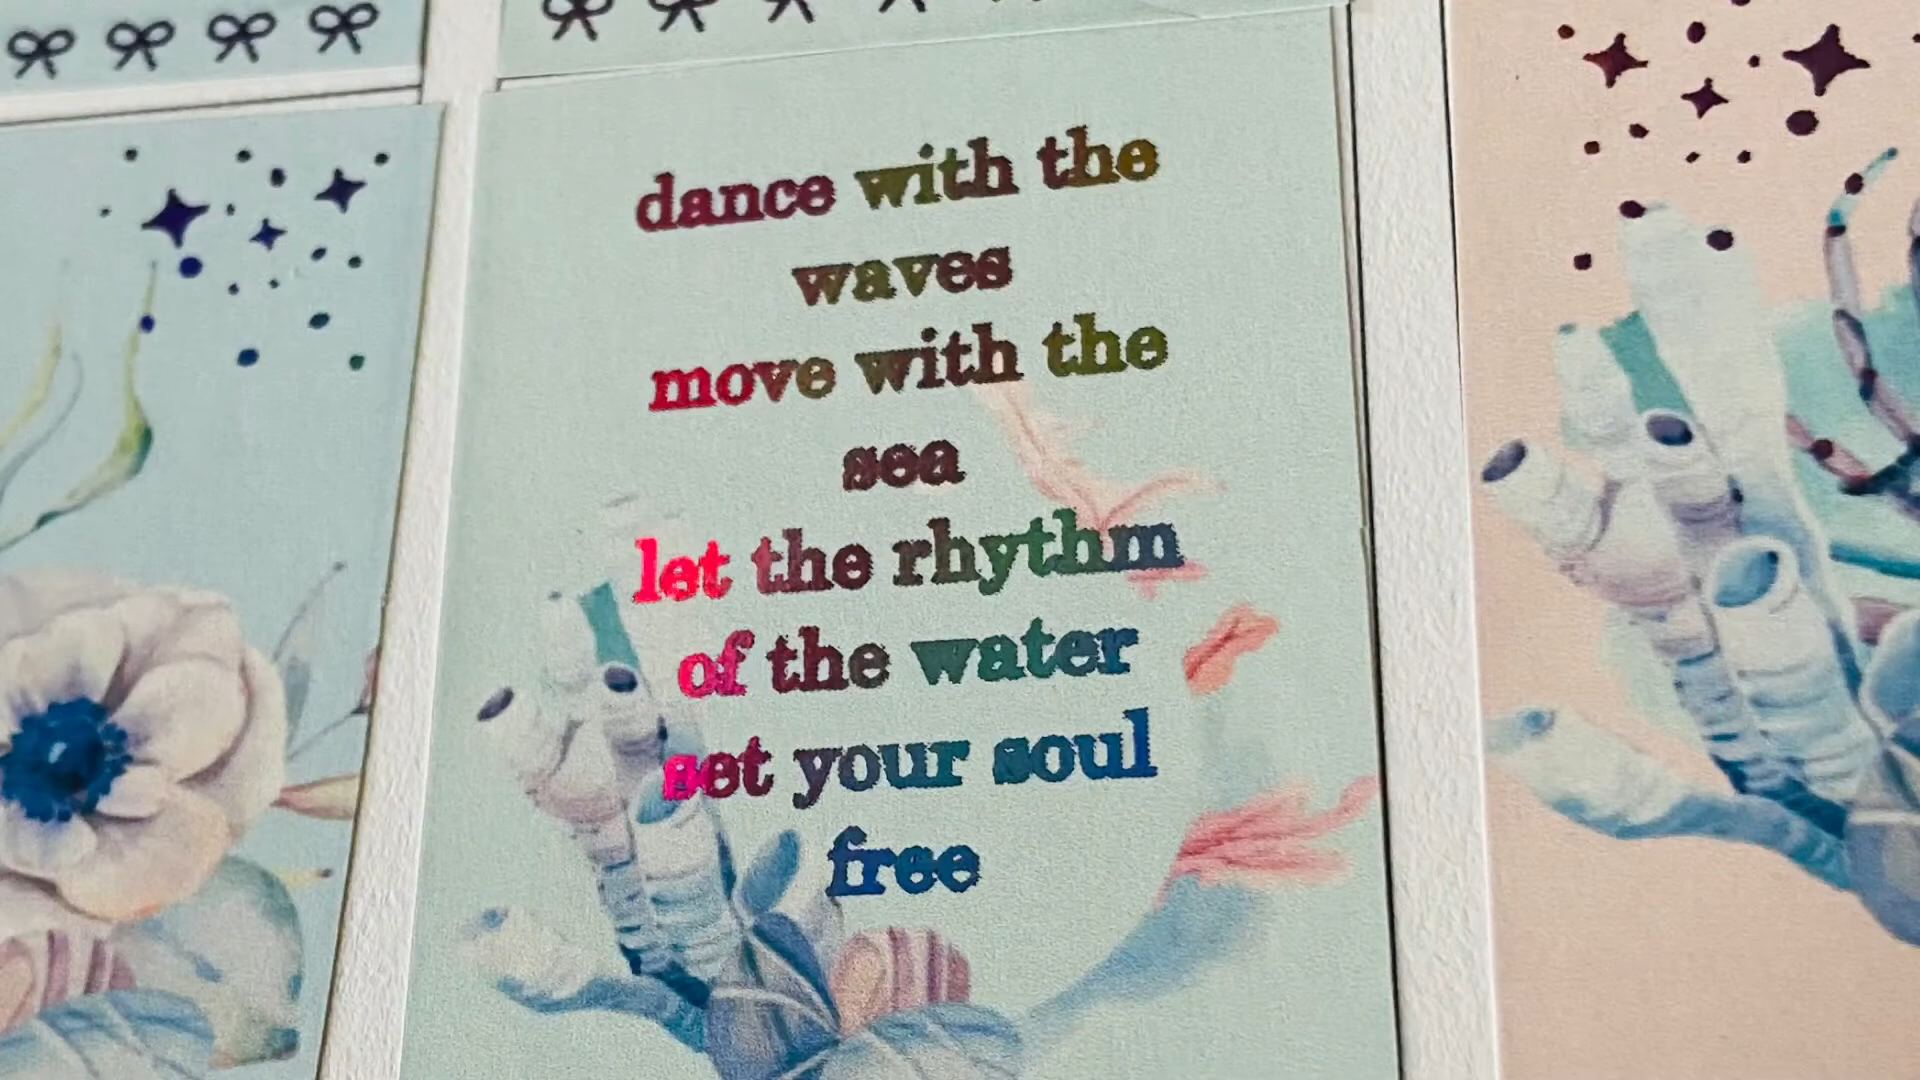 dance with the
waves
move with the
sea
let the rhythm
of the water
set your soul
free